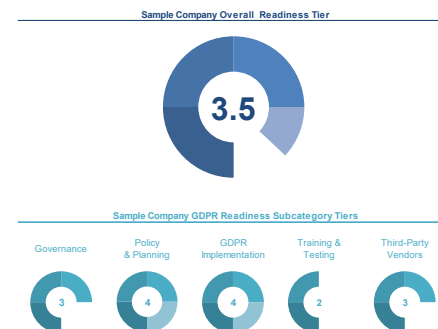 Sample Company Overall Readiness Tier
3.5
Sample Company GDPR Readiness Subcategory Tiers
Governance
Policy
& Planning
GDPR
Implementation
Training &
Testing
Third-Party
Vendors
3
4
4
2
3